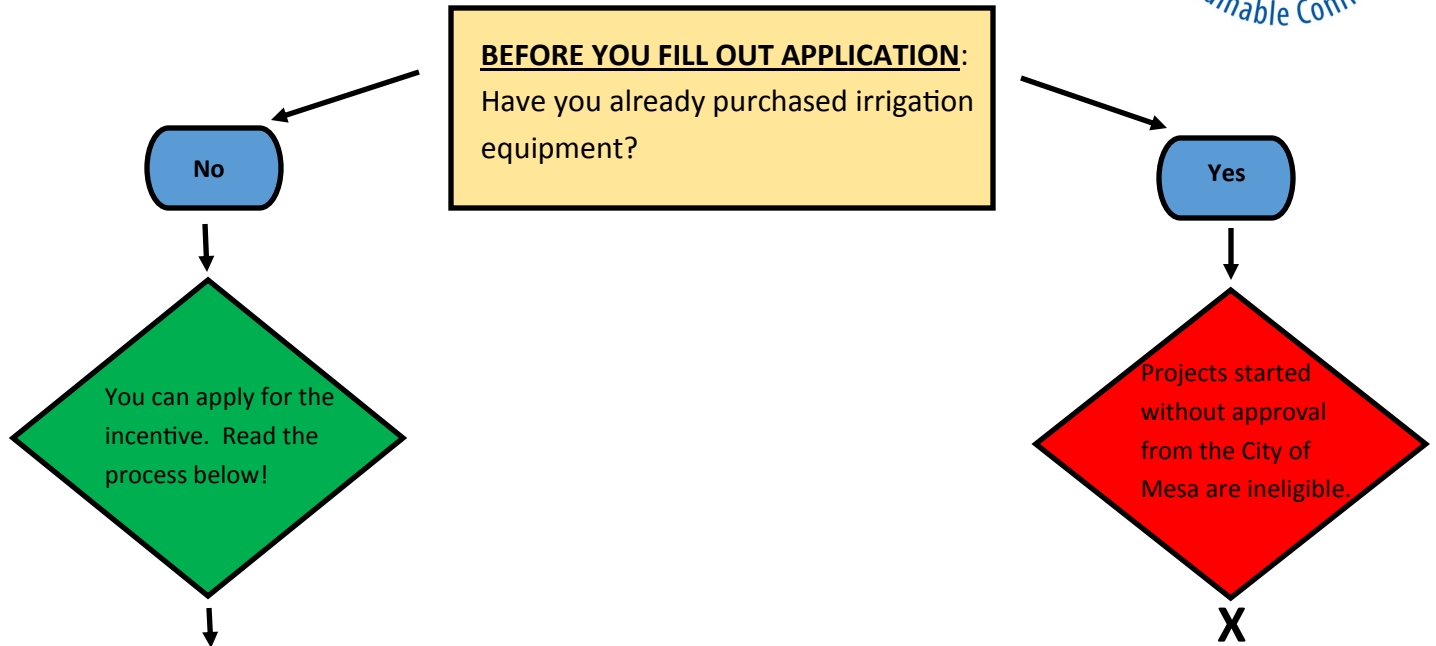 BEFORE YOU FILL OUT APPLICATION:
Have you already purchased irrigation
equipment?
No
Yes
You can apply for the
incentive.  Read the
process below!
Projects started
without approval
from the City of
Mesa are ineligible.
X